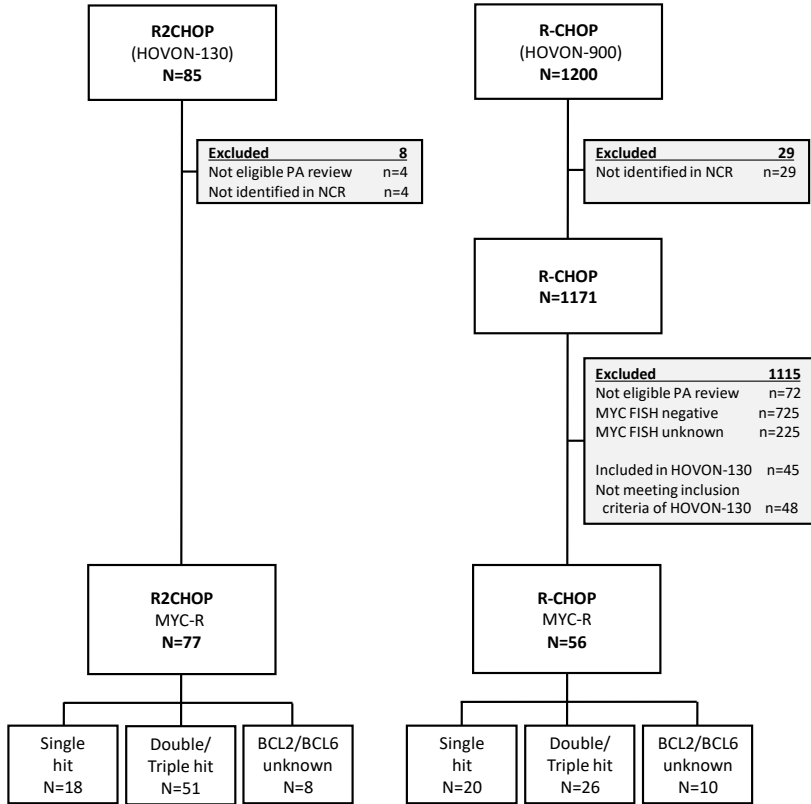 R2CHOP
(HOVON-130)
N=85
Excluded 8
Not eligible PA review n=4
Not identified in NCR n=4
R2CHOP
MYC-R
N=77
Single
hit
N=18
Double/
Triple hit
N=51
BCL2/BCL6
unknown
N=8
R-CHOP
(HOVON-900)
N=1200
Excluded 29
Not identified in NCR n=29
R-CHOP
N=1171
Excluded 1115
Not eligible PA review n=72
MYC FISH negative n=725
MYC FISH unknown n=225
Included in HOVON-130 n=45
Not meeting inclusion
criteria of HOVON-130 n=48
R-CHOP
MYC-R
N=56
Single
hit
N=20
Double/
Triple hit
N=26
BCL2/BCL6
unknown
N=10